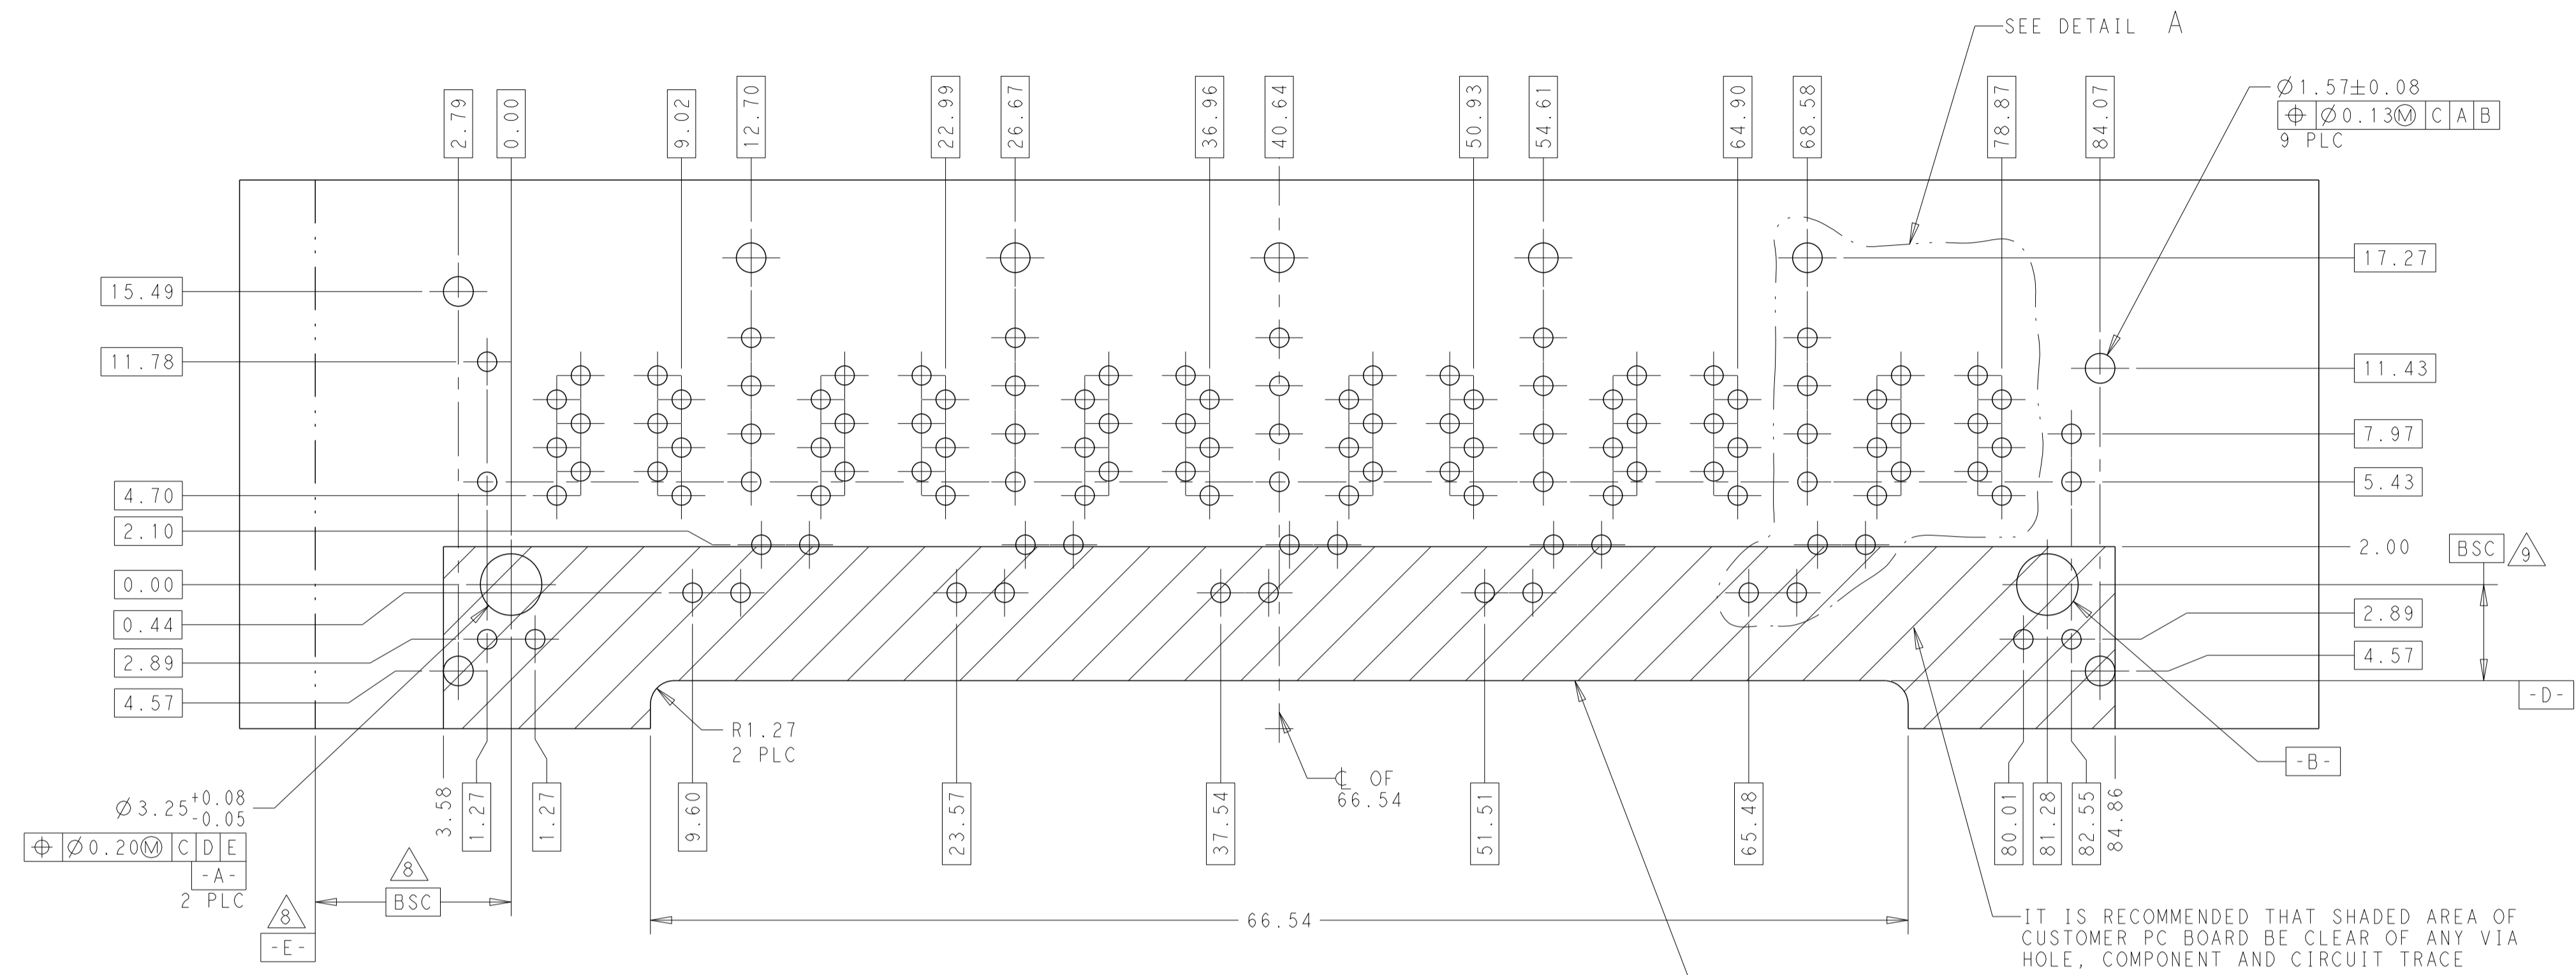 SEE DETAIL A
2.79
0.00
9.02
12.70
22.99
26.67
36.96
40.64
50.93
54.61
64.90
68.58
78.87
84.07
Ø1.57±0.08
⌖ Ø0.13Ⓜ C A B
9 PLC
15.49
11.78
4.70
2.10
0.00
0.44
2.89
4.57
17.27
11.43
7.97
5.43
2.00
BSC 9
2.89
4.57
-D-
-B-
R1.27
2 PLC
℄ OF
66.54
Ø3.25 +0.08
-0.05
⌖ Ø0.20Ⓜ C D E
-A-
2 PLC
3.58
1.27
1.27
9.60
23.57
37.54
51.51
65.48
80.01
81.28
82.55
84.86
8
BSC
8
-E-
66.54
IT IS RECOMMENDED THAT SHADED AREA OF
CUSTOMER PC BOARD BE CLEAR OF ANY VIA
HOLE, COMPONENT AND CIRCUIT TRACE